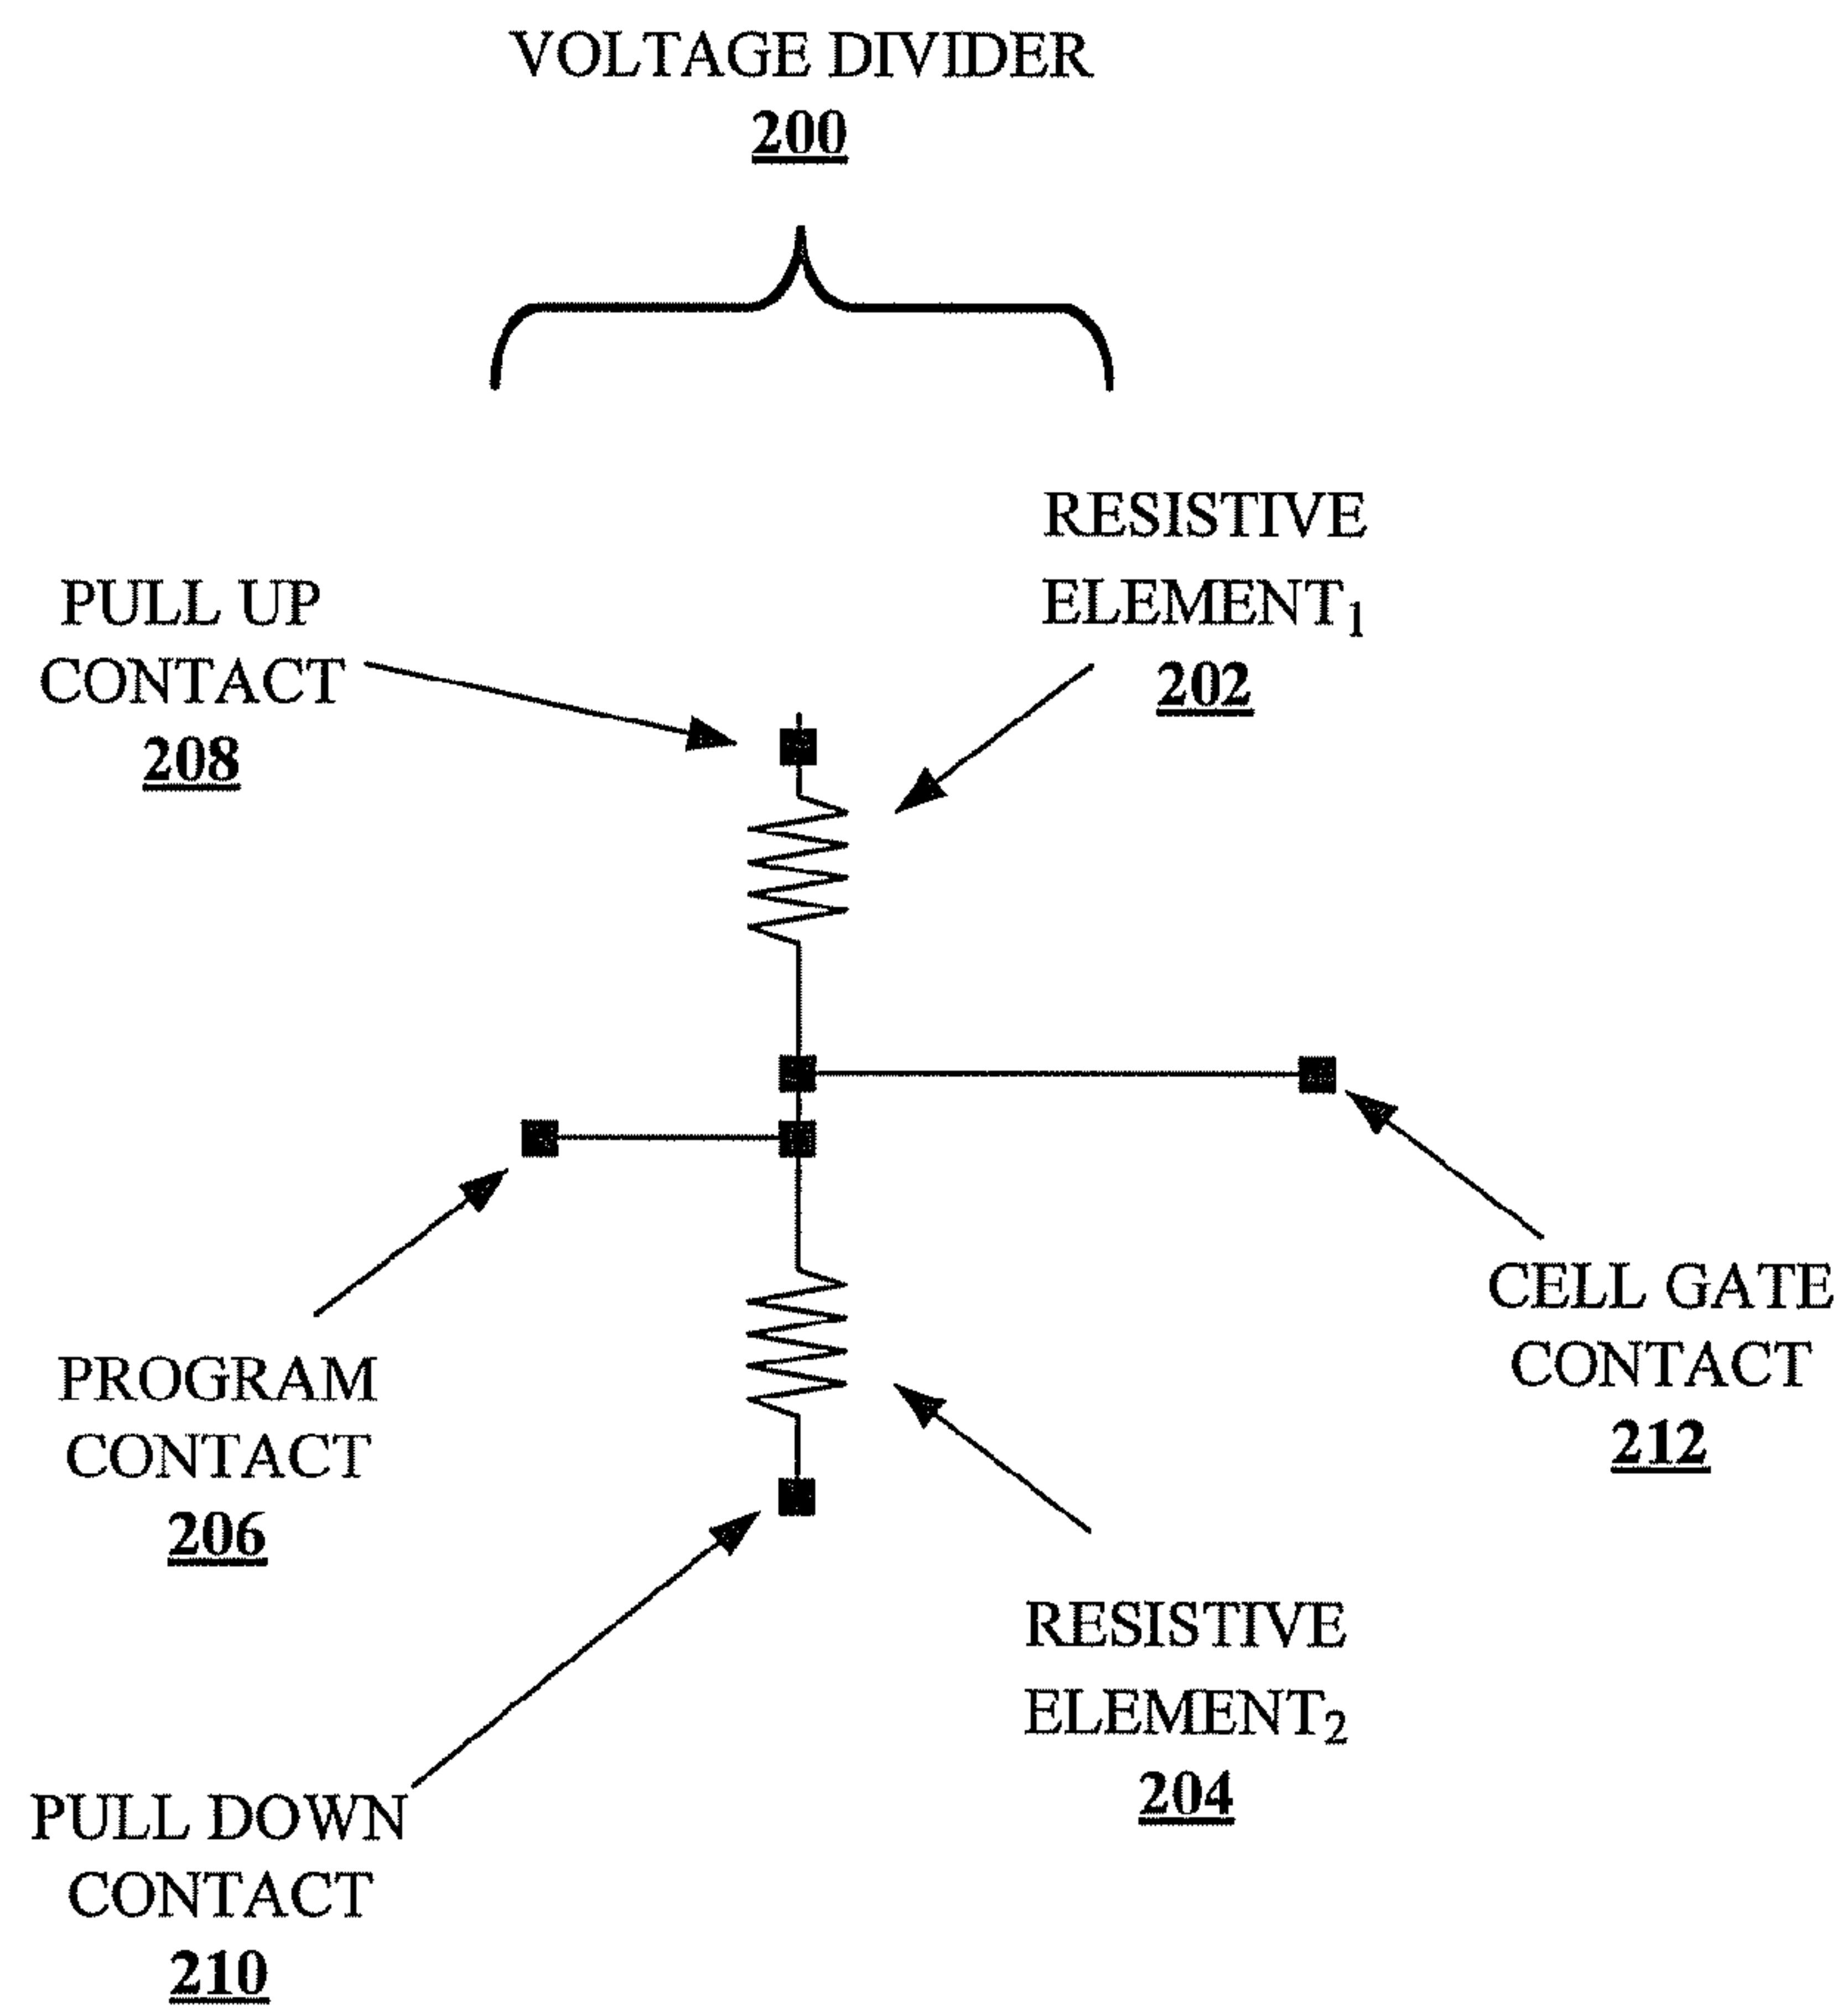 VOLTAGE DIVIDER
200
RESISTIVE
ELEMENT₁
202
PULL UP
CONTACT
208
PROGRAM
CONTACT
206
CELL GATE
CONTACT
212
RESISTIVE
ELEMENT₂
204
PULL DOWN
CONTACT
210